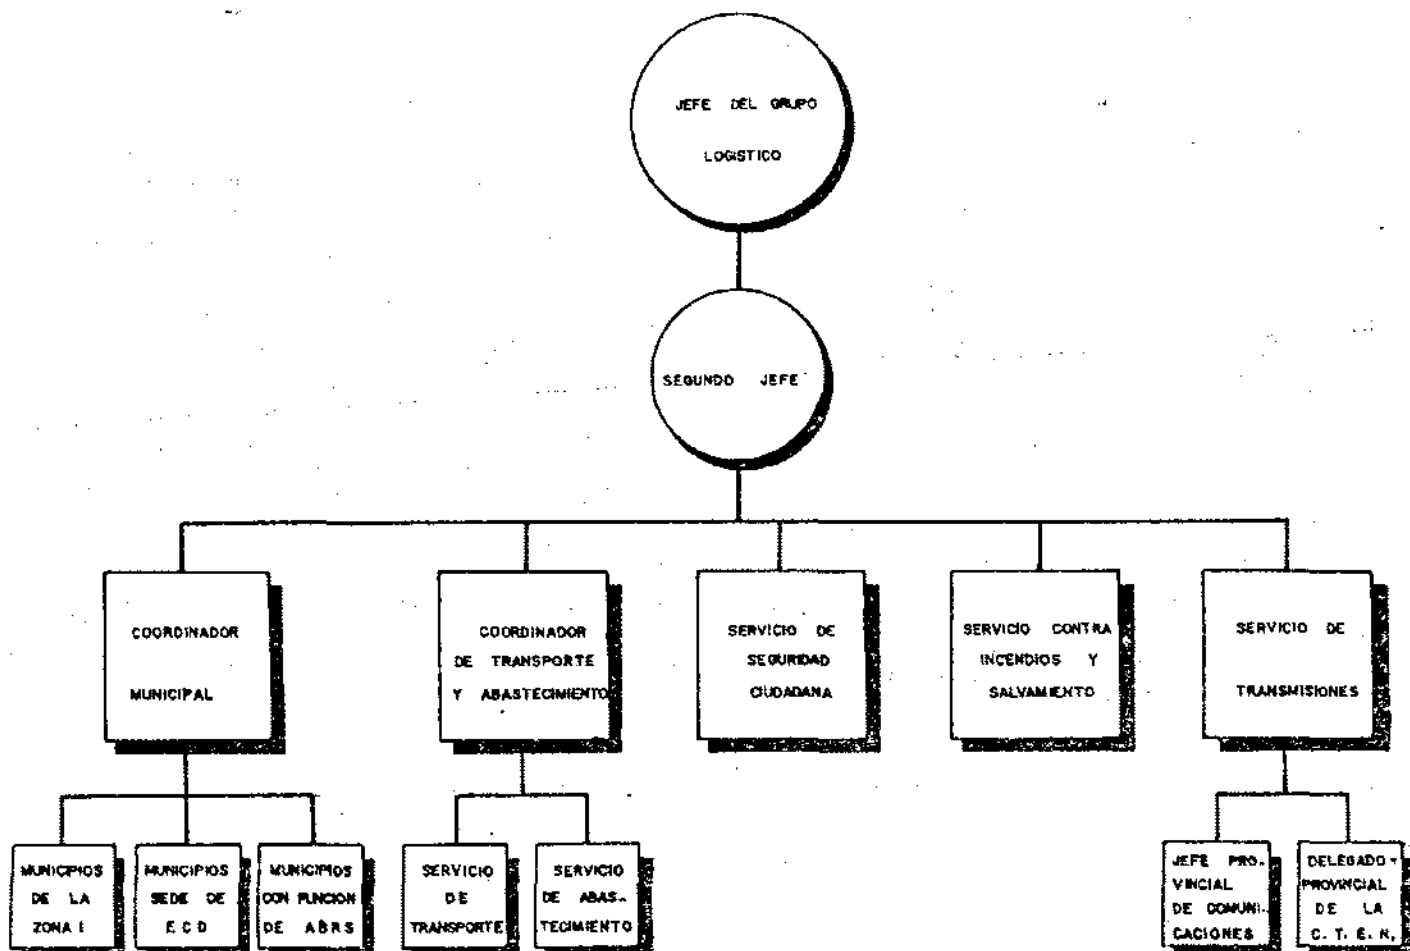 JEFE DEL GRUPO
LOGISTICO
SEGUNDO JEFE
COORDINADOR
MUNICIPAL
COORDINADOR
DE TRANSPORTE
Y ABASTECIMIENTO
SERVICIO DE
SEGURIDAD
CIUDADANA
SERVICIO CONTRA
INCENDIOS Y
SALVAMIENTO
SERVICIO DE
TRANSMISIONES
MUNICIPIOS
DE LA
ZONA I
MUNICIPIOS
SEDE DE
E C D
MUNICIPIOS
CON FUNCION
DE ABRS
SERVICIO
DE
TRANSPORTE
SERVICIO
DE ABAS-
TECIMIENTO
JEFE PRO-
VINCIAL
DE COMUNI-
CACIONES
DELEGADO
PROVINCIAL
DE LA
C. T. E. N.